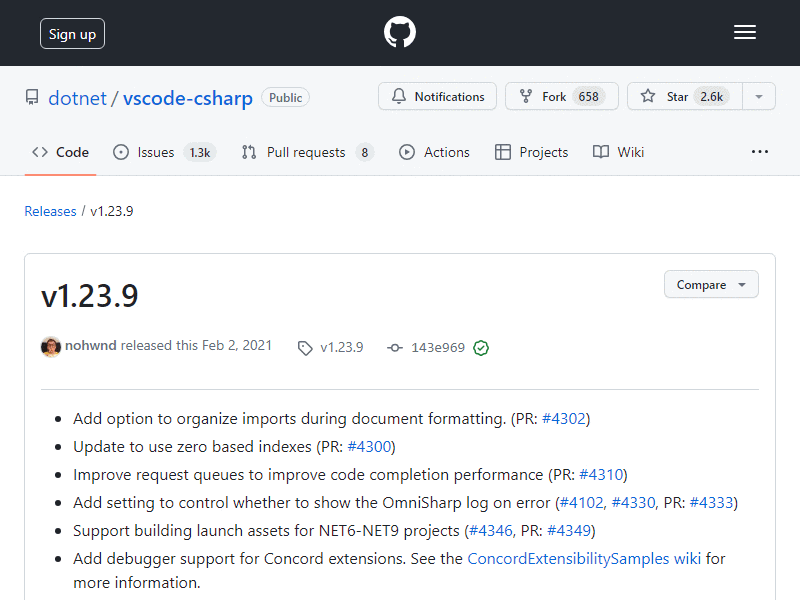 Sign up
dotnet / vscode-csharp Public
Notifications
Fork 658
Star 2.6k
Code
Issues 1.3k
Pull requests 8
Actions
Projects
Wiki
Releases / v1.23.9
v1.23.9
Compare
nohwnd released this Feb 2, 2021
v1.23.9
143e969
Add option to organize imports during document formatting. (PR: #4302)
Update to use zero based indexes (PR: #4300)
Improve request queues to improve code completion performance (PR: #4310)
Add setting to control whether to show the OmniSharp log on error (#4102, #4330, PR: #4333)
Support building launch assets for NET6-NET9 projects (#4346, PR: #4349)
Add debugger support for Concord extensions. See the ConcordExtensibilitySamples wiki for
more information.